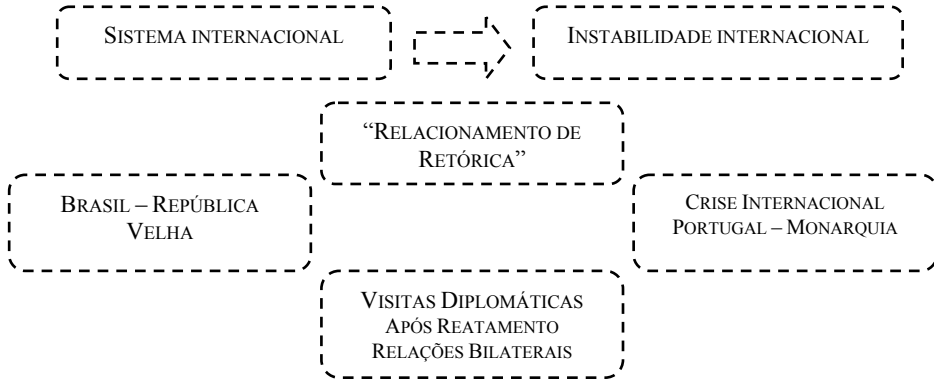 SISTEMA INTERNACIONAL
INSTABILIDADE INTERNACIONAL
“RELACIONAMENTO DE
RETÓRICA”
BRASIL – REPÚBLICA
VELHA
CRISE INTERNACIONAL
PORTUGAL – MONARQUIA
VISITAS DIPLOMÁTICAS
APÓS REATAMENTO
RELAÇÕES BILATERAIS